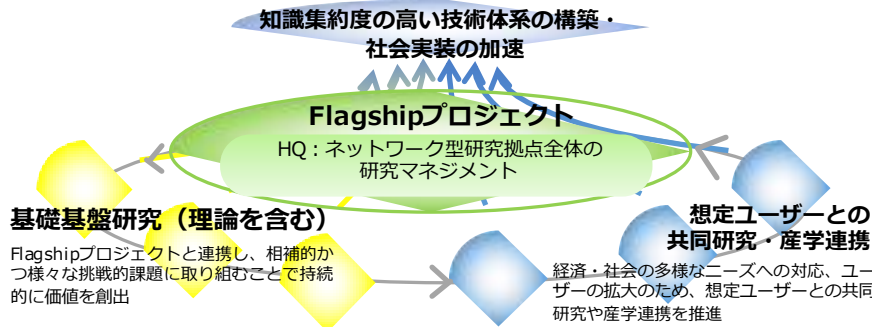 知識集約度の高い技術体系の構築・
社会実装の加速
Flagshipプロジェクト
HQ：ネットワーク型研究拠点全体の
研究マネジメント
基礎基盤研究（理論を含む）
Flagshipプロジェクトと連携し、相補的か
つ様々な挑戦的課題に取り組むことで持続
的に価値を創出
想定ユーザーとの
共同研究・産学連携
経済・社会の多様なニーズへの対応、ユー
ザーの拡大のため、想定ユーザーとの共同
研究や産学連携を推進